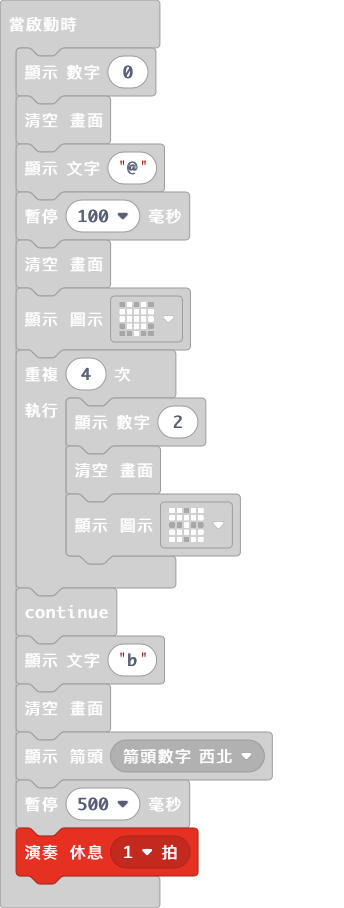 當啟動時
顯示 數字 0
清空 畫面
顯示 文字 "@"
暫停 100 毫秒
清空 畫面
顯示 圖示
重複 4 次
執行
顯示 數字 2
清空 畫面
顯示 圖示
continue
顯示 文字 "b"
清空 畫面
顯示 箭頭 箭頭數字 西北
暫停 500 毫秒
演奏 休息 1 拍